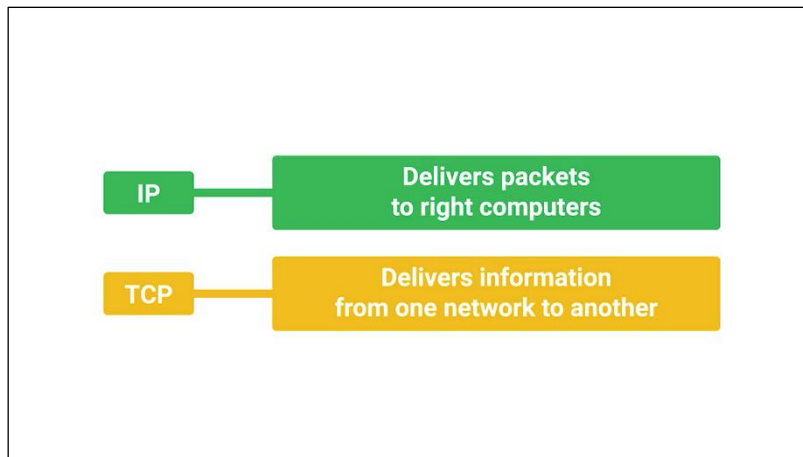 IP
Delivers packets
to right computers
TCP
Delivers information
from one network to another